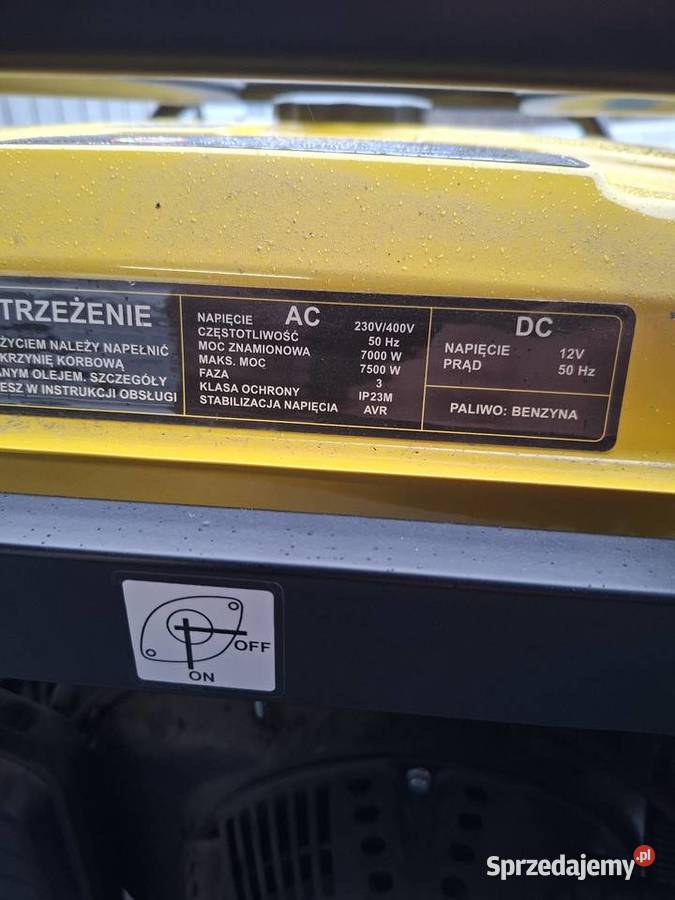 TRZEŻENIE
ŻYCIEM NALEŻY NAPEŁNIĆ
KRZYNIĘ KORBOWĄ
ANYM OLEJEM. SZCZEGÓŁY
ESZ W INSTRUKCJI OBSŁUGI
AC
NAPIĘCIE 230V/400V
CZĘSTOTLIWOŚĆ 50 Hz
MOC ZNAMIONOWA 7000 W
MAKS. MOC 7500 W
FAZA 3
KLASA OCHRONY IP23M
STABILIZACJA NAPIĘCIA AVR
DC
NAPIĘCIE 12V
PRĄD 50 Hz
PALIWO: BENZYNA
OFF
ON
Sprzedajemy.pl